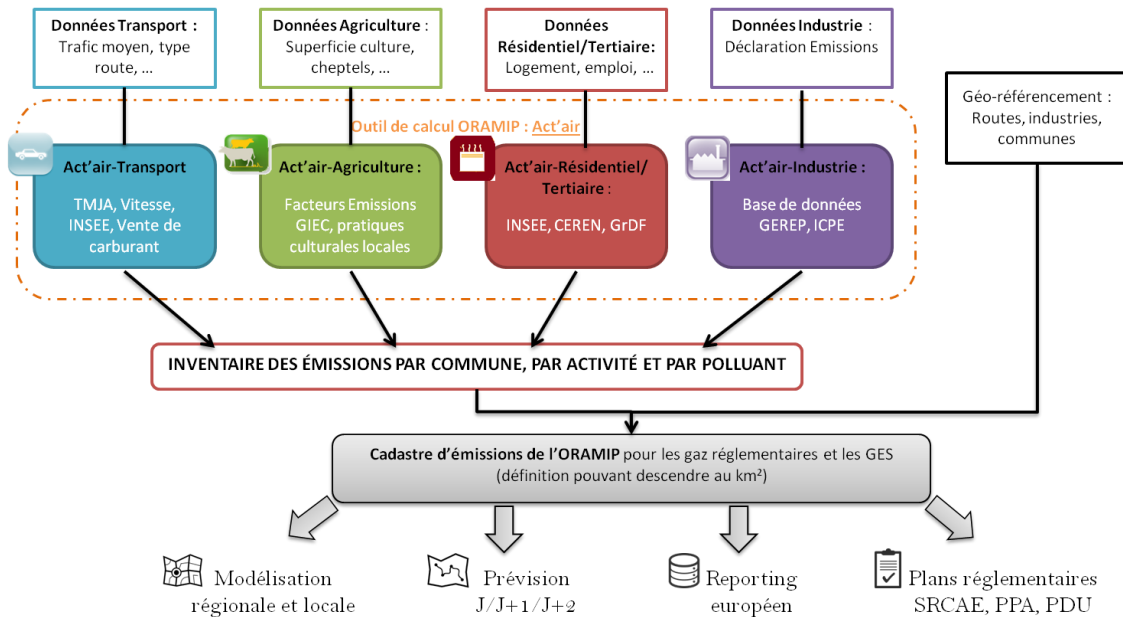 Données Transport :
Trafic moyen, type
route, ...
Données Agriculture :
Superficie culture,
cheptels, ...
Données
Résidentiel/Tertiaire:
Logement, emploi, ...
Données Industrie :
Déclaration Emissions
Géo-référencement :
Routes, industries,
communes
Outil de calcul ORAMIP : Act'air
Act'air-Transport
TMJA, Vitesse,
INSEE, Vente de
carburant
Act'air-Agriculture :
Facteurs Emissions
GIEC, pratiques
culturales locales
Act'air-Résidentiel/
Tertiaire :
INSEE, CEREN, GrDF
Act'air-Industrie :
Base de données
GEREP, ICPE
INVENTAIRE DES ÉMISSIONS PAR COMMUNE, PAR ACTIVITÉ ET PAR POLLUANT
Cadastre d'émissions de l'ORAMIP pour les gaz réglementaires et les GES
(définition pouvant descendre au km²)
Modélisation
régionale et locale
Prévision
J/J+1/J+2
Reporting
européen
Plans réglementaires
SRCAE, PPA, PDU